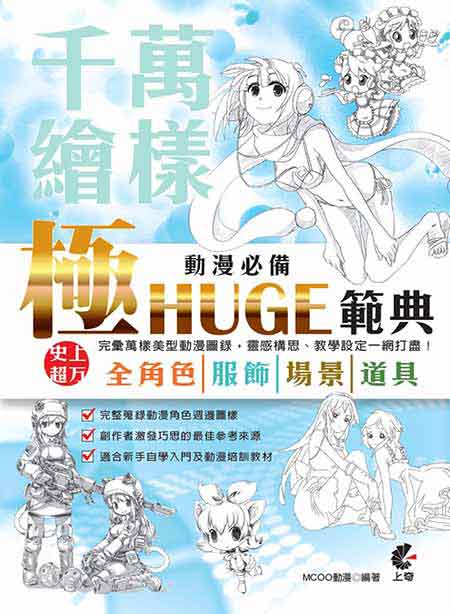 千萬
繪樣
極
動漫必備
HUGE範典
史上
超万
完彙萬樣美型動漫圖錄，靈感構思、教學設定一網打盡！
全角色|服飾|場景|道具
完整蒐錄動漫角色週邊圖樣
創作者激發巧思的最佳參考來源
適合新手自學入門及動漫培訓教材
MCOO動漫◎編著
上奇